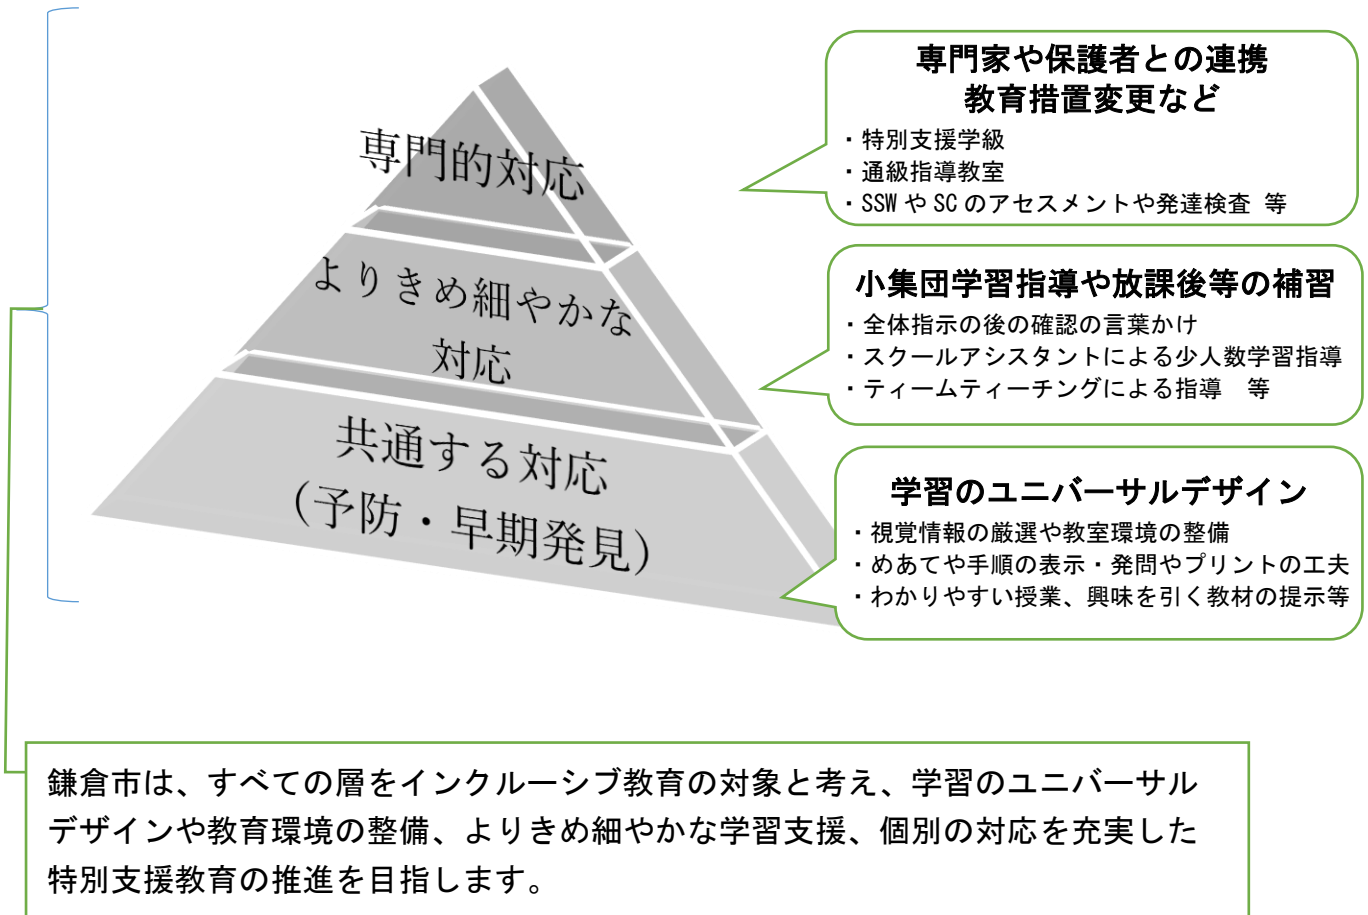 専門的対応
よりきめ細やかな
対応
共通する対応
(予防・早期発見)
専門家や保護者との連携
教育措置変更など
・特別支援学級
・通級指導教室
・SSW や SC のアセスメントや発達検査 等
小集団学習指導や放課後等の補習
・全体指示の後の確認の言葉かけ
・スクールアシスタントによる少人数学習指導
・ティームティーチングによる指導　等
学習のユニバーサルデザイン
・視覚情報の厳選や教室環境の整備
・めあてや手順の表示・発問やプリントの工夫
・わかりやすい授業、興味を引く教材の提示等
鎌倉市は、すべての層をインクルーシブ教育の対象と考え、学習のユニバーサル
デザインや教育環境の整備、よりきめ細やかな学習支援、個別の対応を充実した
特別支援教育の推進を目指します。